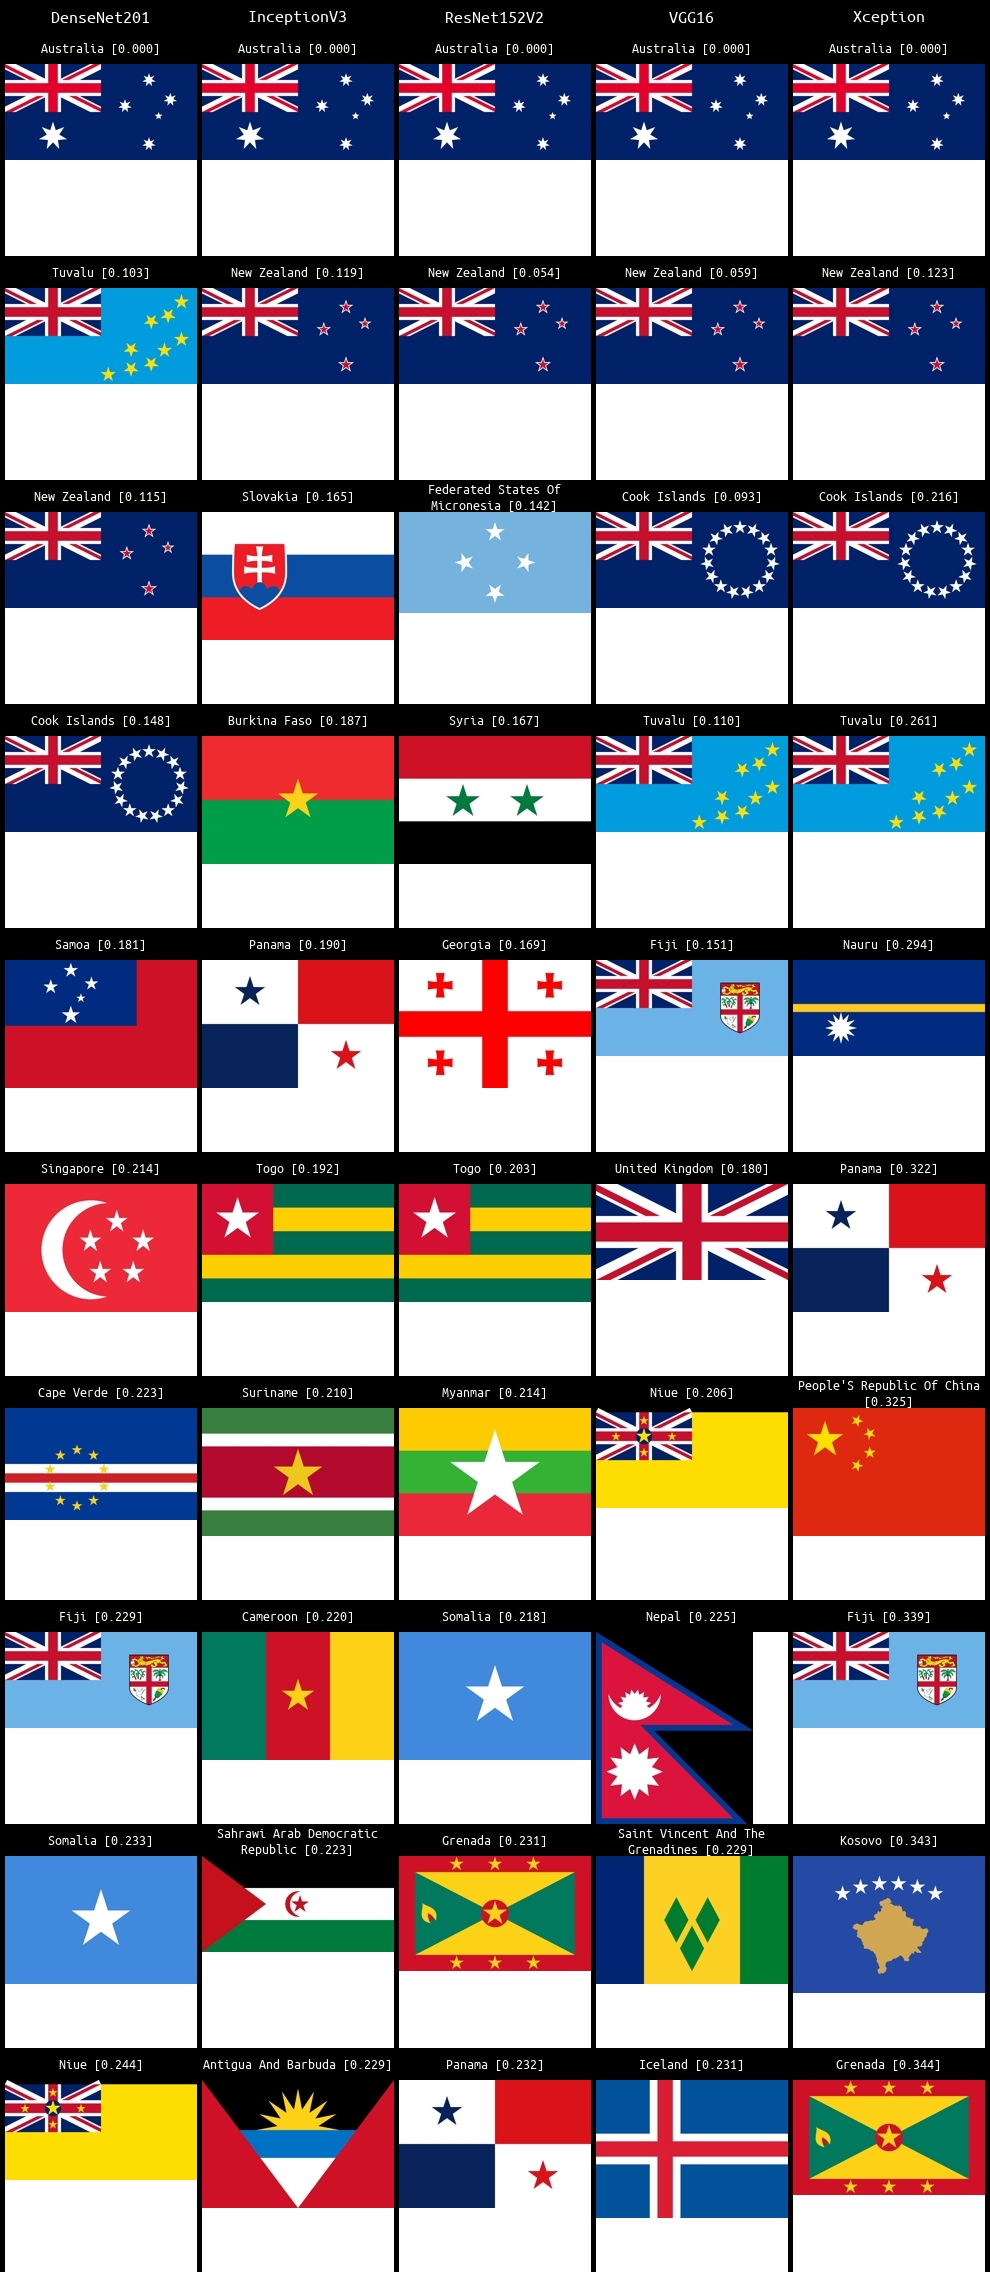 DenseNet201 InceptionV3 ResNet152V2 VGG16 Xception
Australia [0.000] Australia [0.000] Australia [0.000] Australia [0.000] Australia [0.000]
Tuvalu [0.103] New Zealand [0.119] New Zealand [0.054] New Zealand [0.059] New Zealand [0.123]
New Zealand [0.115] Slovakia [0.165] Federated States Of
Micronesia [0.142] Cook Islands [0.093] Cook Islands [0.216]
Cook Islands [0.148] Burkina Faso [0.187] Syria [0.167] Tuvalu [0.110] Tuvalu [0.261]
Samoa [0.181] Panama [0.190] Georgia [0.169] Fiji [0.151] Nauru [0.294]
Singapore [0.214] Togo [0.192] Togo [0.203] United Kingdom [0.180] Panama [0.322]
Cape Verde [0.223] Suriname [0.210] Myanmar [0.214] Niue [0.206] People'S Republic Of China
[0.325]
Fiji [0.229] Cameroon [0.220] Somalia [0.218] Nepal [0.225] Fiji [0.339]
Somalia [0.233] Sahrawi Arab Democratic
Republic [0.223] Grenada [0.231] Saint Vincent And The
Grenadines [0.229] Kosovo [0.343]
Niue [0.244] Antigua And Barbuda [0.229] Panama [0.232] Iceland [0.231] Grenada [0.344]